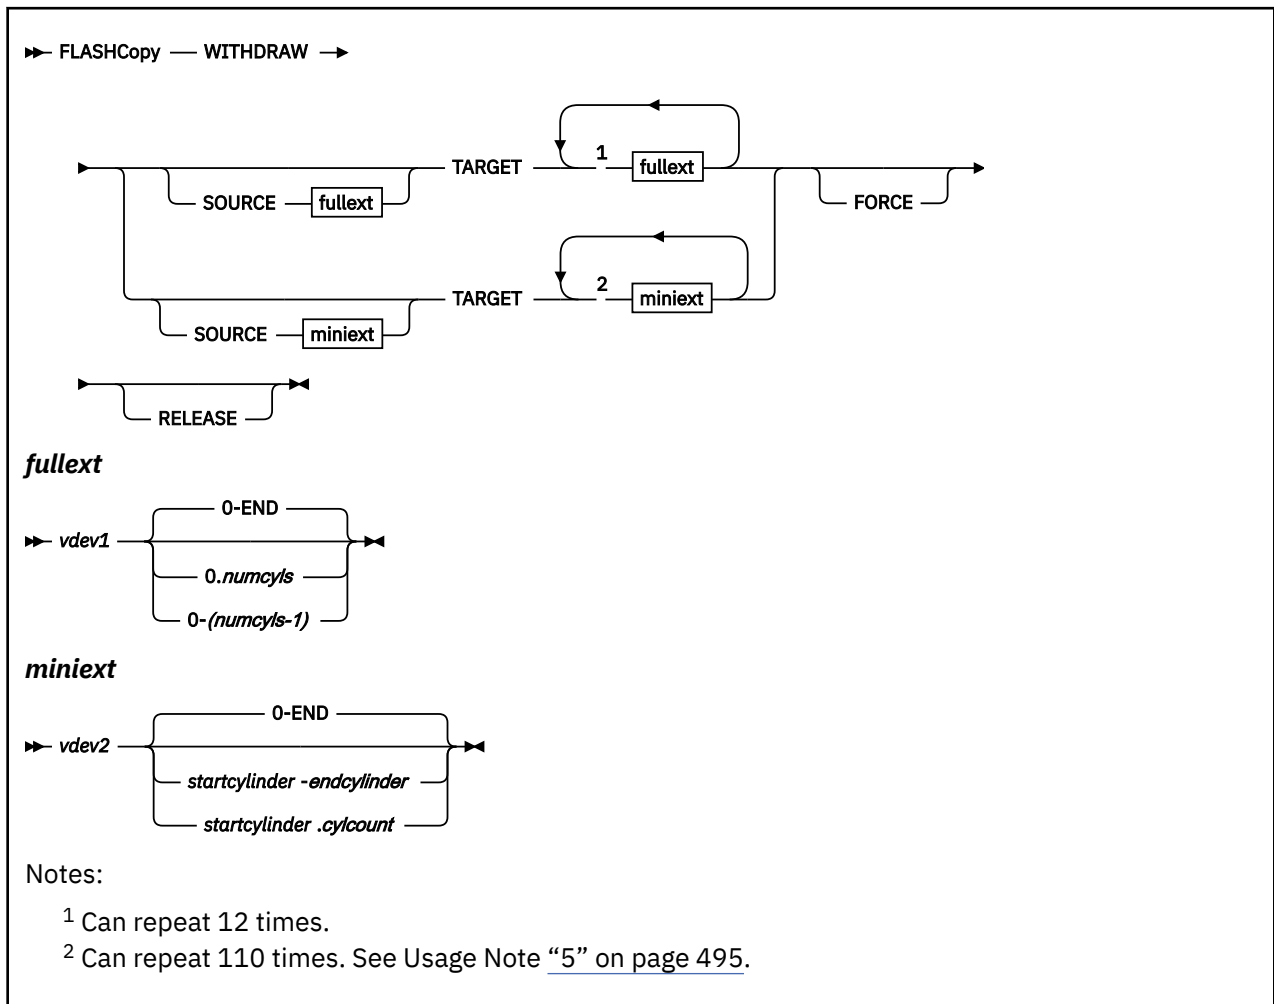 FLASHCopy WITHDRAW
1
TARGET fullext
SOURCE fullext FORCE
2
TARGET miniext
SOURCE miniext
RELEASE
fullext
0-END
vdev1
0.numcyls
0-(numcyls-1)
miniext
0-END
vdev2
startcylinder -endcylinder
startcylinder .cylcount
Notes:
1 Can repeat 12 times.
2 Can repeat 110 times. See Usage Note “5” on page 495.